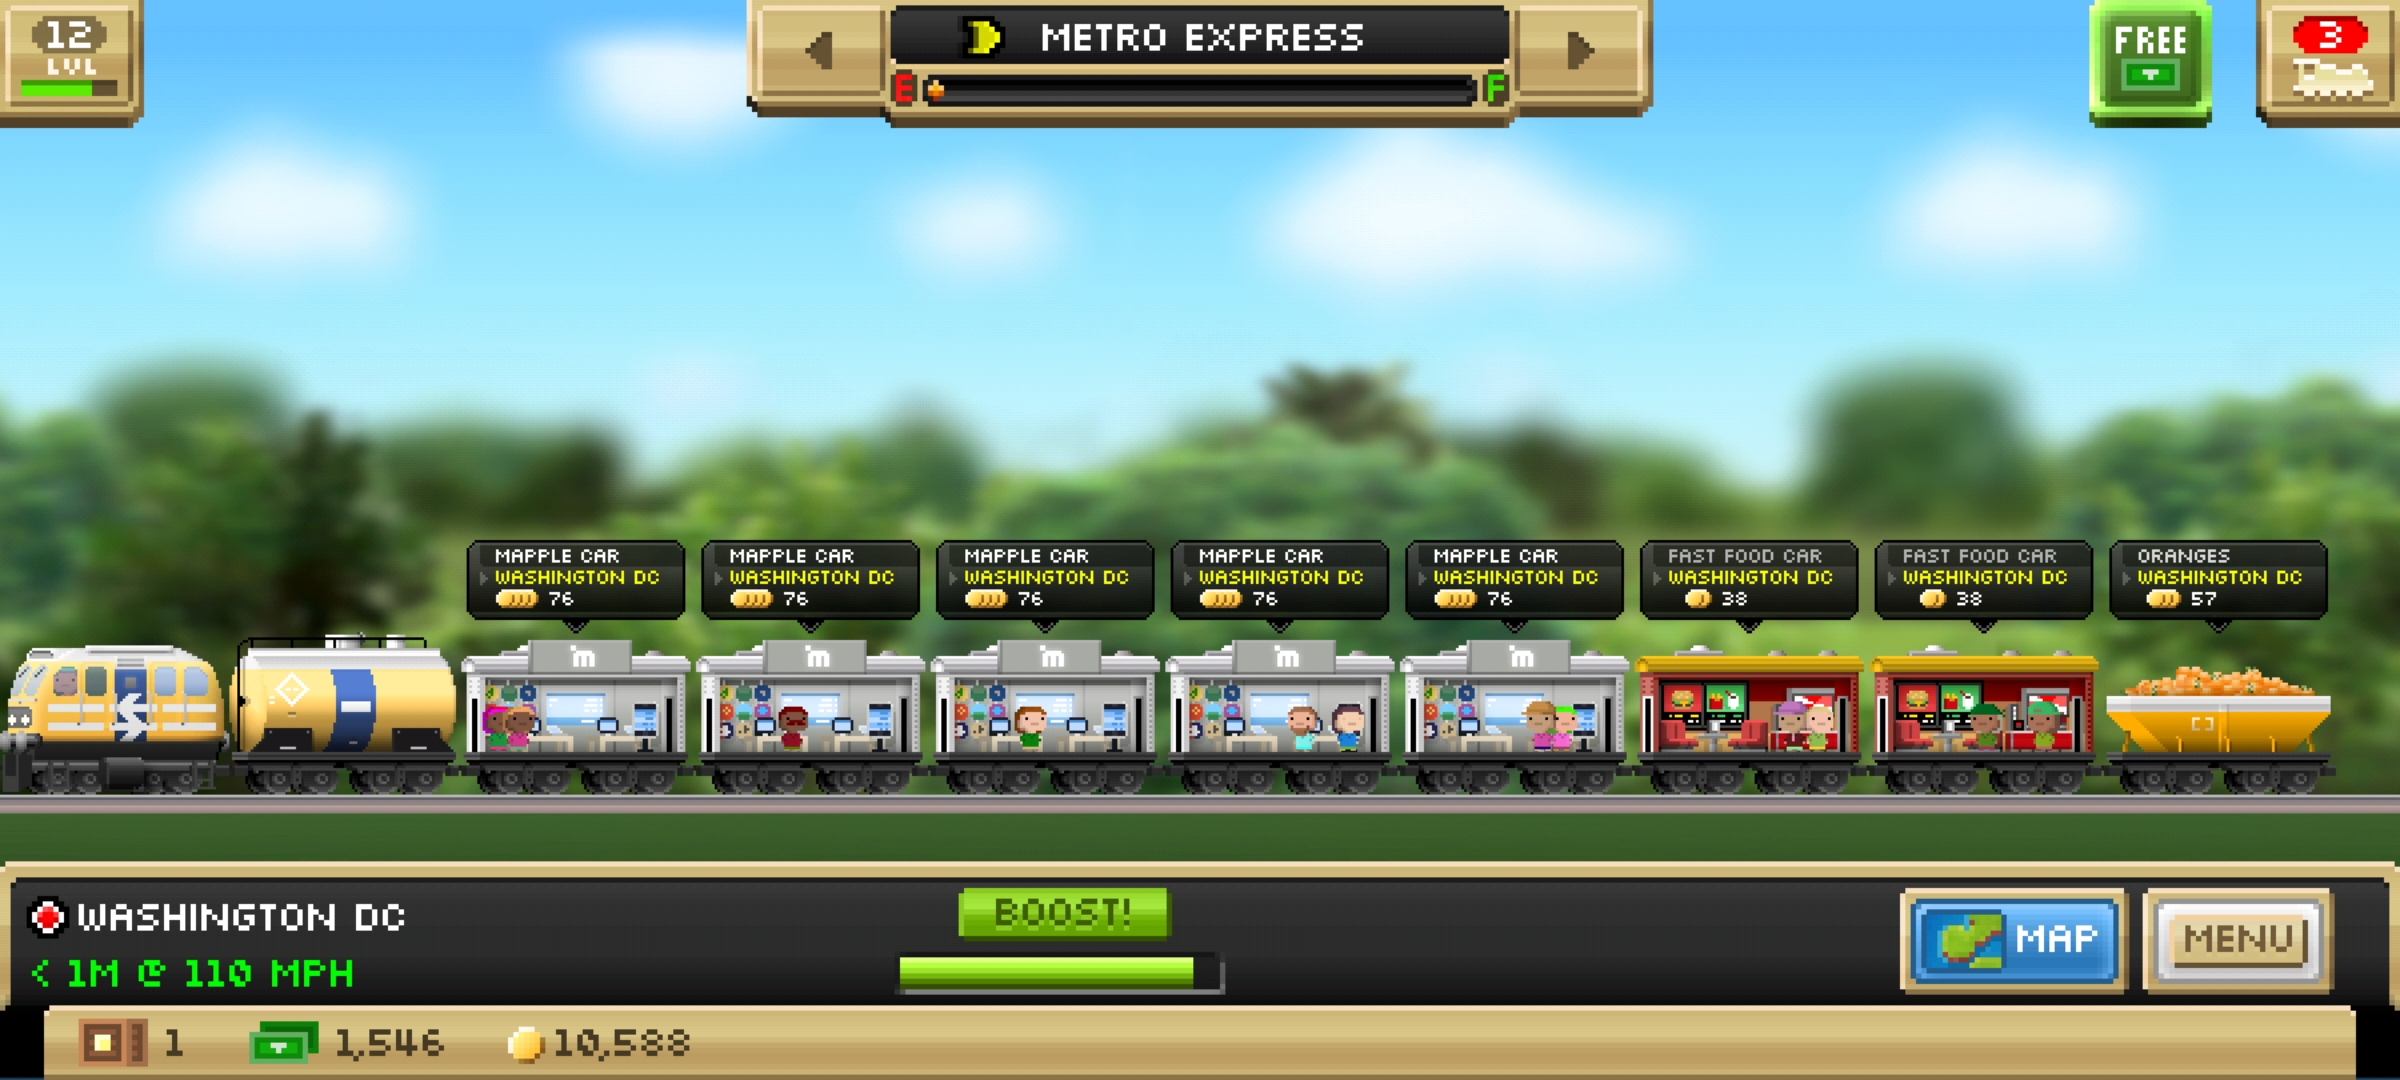 12
LVL
METRO EXPRESS
E F
FREE
3
MAPPLE CAR
WASHINGTON DC
76
MAPPLE CAR
WASHINGTON DC
76
MAPPLE CAR
WASHINGTON DC
76
MAPPLE CAR
WASHINGTON DC
76
MAPPLE CAR
WASHINGTON DC
76
FAST FOOD CAR
WASHINGTON DC
38
FAST FOOD CAR
WASHINGTON DC
38
ORANGES
WASHINGTON DC
57
m
m
m
m
m
WASHINGTON DC
< 1M @ 110 MPH
BOOST!
MAP
MENU
1
1,546
10,588